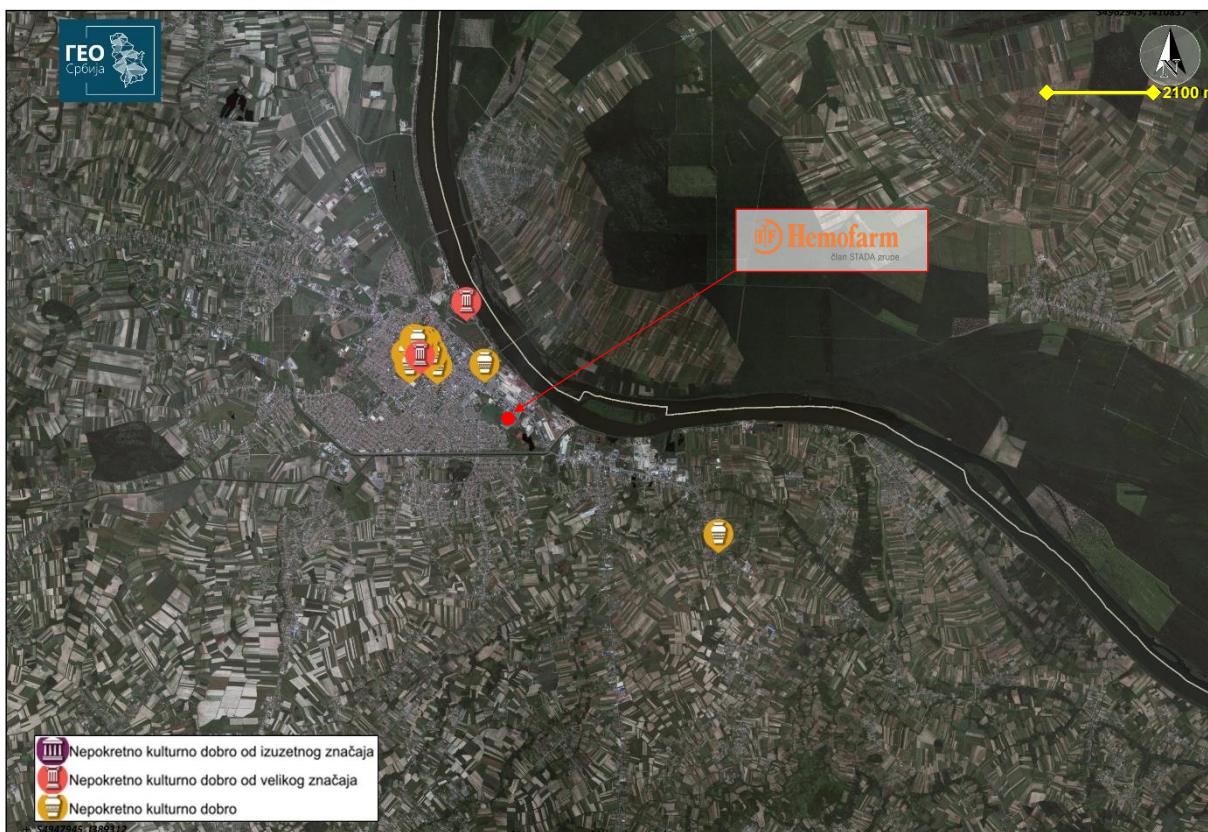 ГЕО
Србија
N
2100 m
HF Hemofarm
član STADA grupe
Nepokretno kulturno dobro od izuzetnog značaja
Nepokretno kulturno dobro od velikog značaja
Nepokretno kulturno dobro